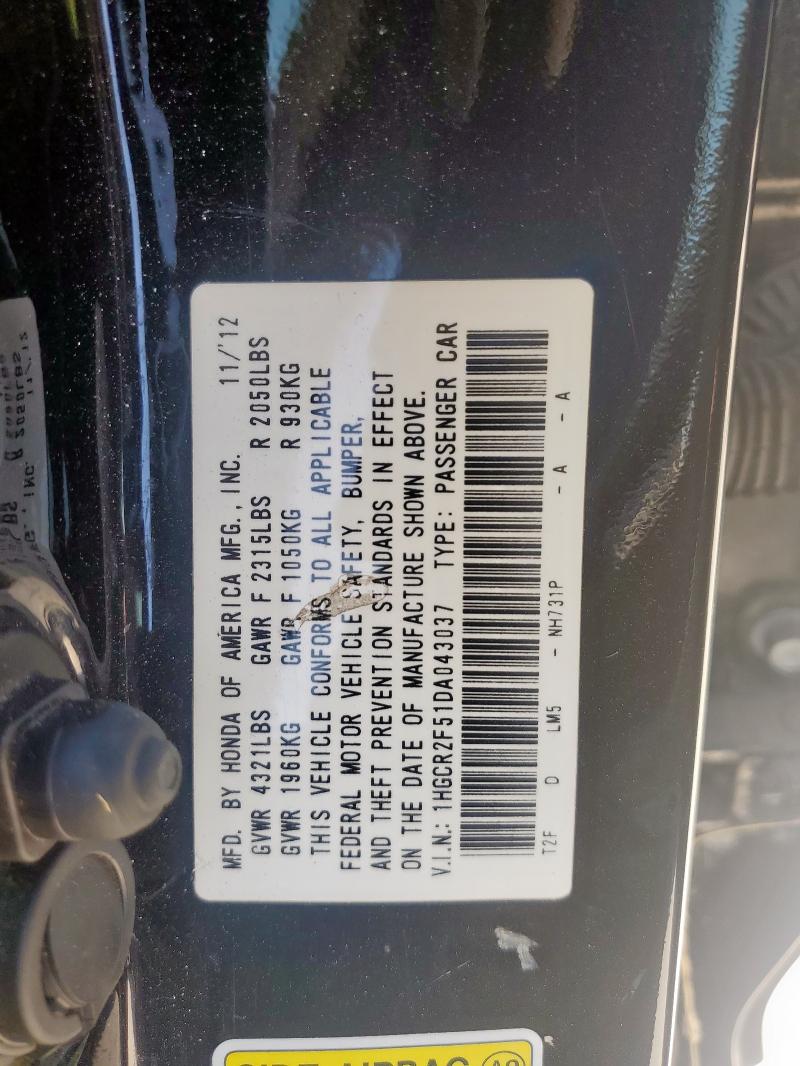 MFD. BY HONDA OF AMERICA MFG., INC. 11/'12
GVWR 4321LBS GAWR F 2315LBS R 2050LBS
GVWR 1960KG GAWR F 1050KG R 930KG
THIS VEHICLE CONFORMS TO ALL APPLICABLE
FEDERAL MOTOR VEHICLE SAFETY, BUMPER,
AND THEFT PREVENTION STANDARDS IN EFFECT
ON THE DATE OF MANUFACTURE SHOWN ABOVE.
V.I.N.: 1HGCR2F51DA043037 TYPE: PASSENGER CAR
T2F D LM5 - NH731P - A - A
SIDE AIRBAG